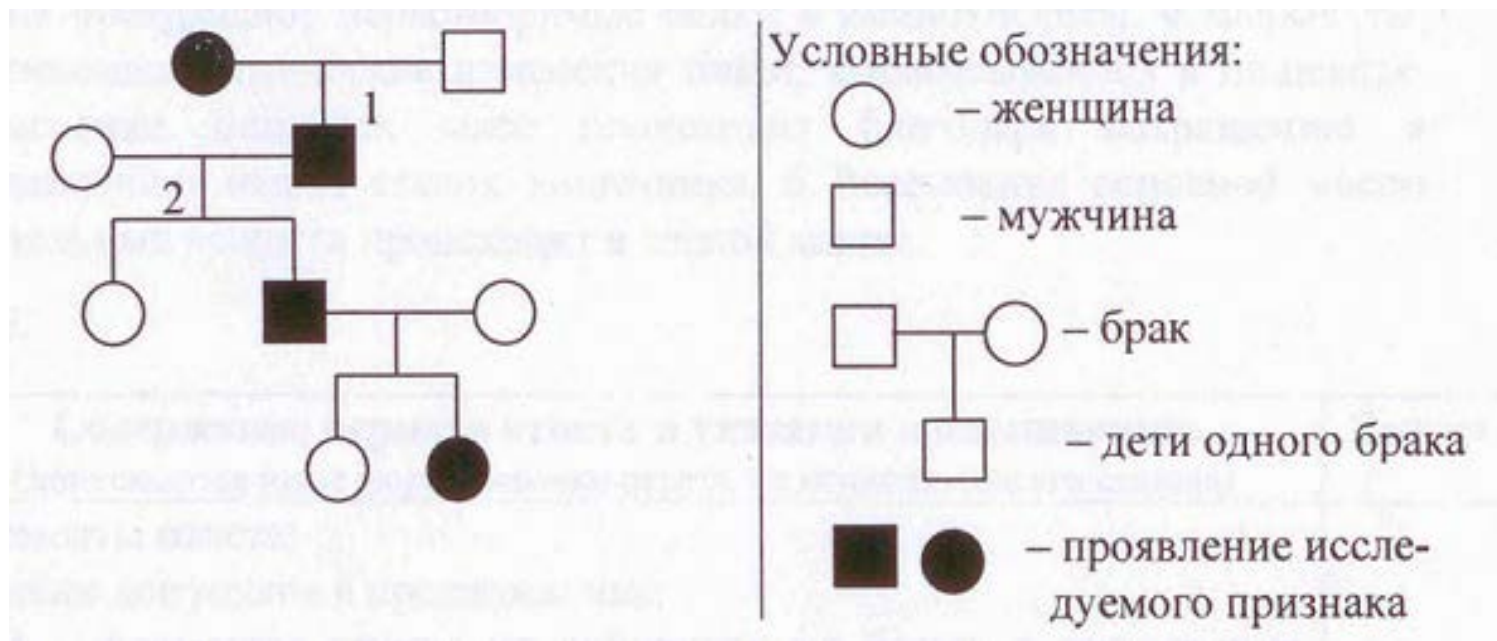 1
2
Условные обозначения:
– женщина
– мужчина
– брак
– дети одного брака
– проявление иссле-
дуемого признака